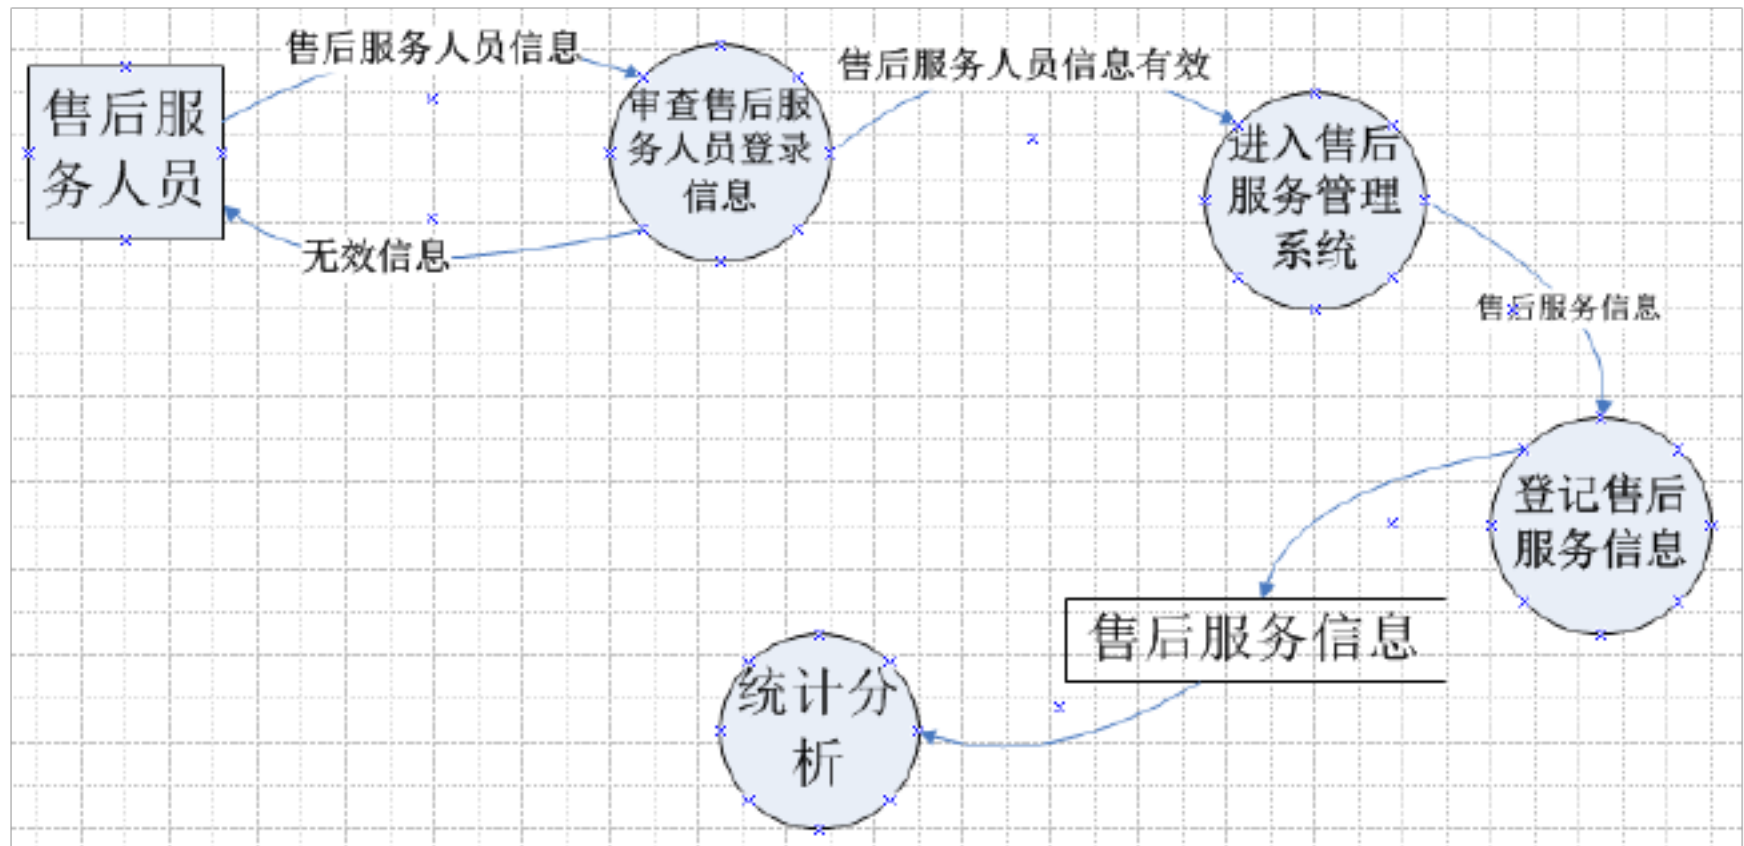 售后服务人员信息
售后服务人员信息有效
售后服
务人员
审查售后服
务人员登录
信息
进入售后
服务管理
系统
无效信息
售后服务信息
登记售后
服务信息
售后服务信息
统计分
析